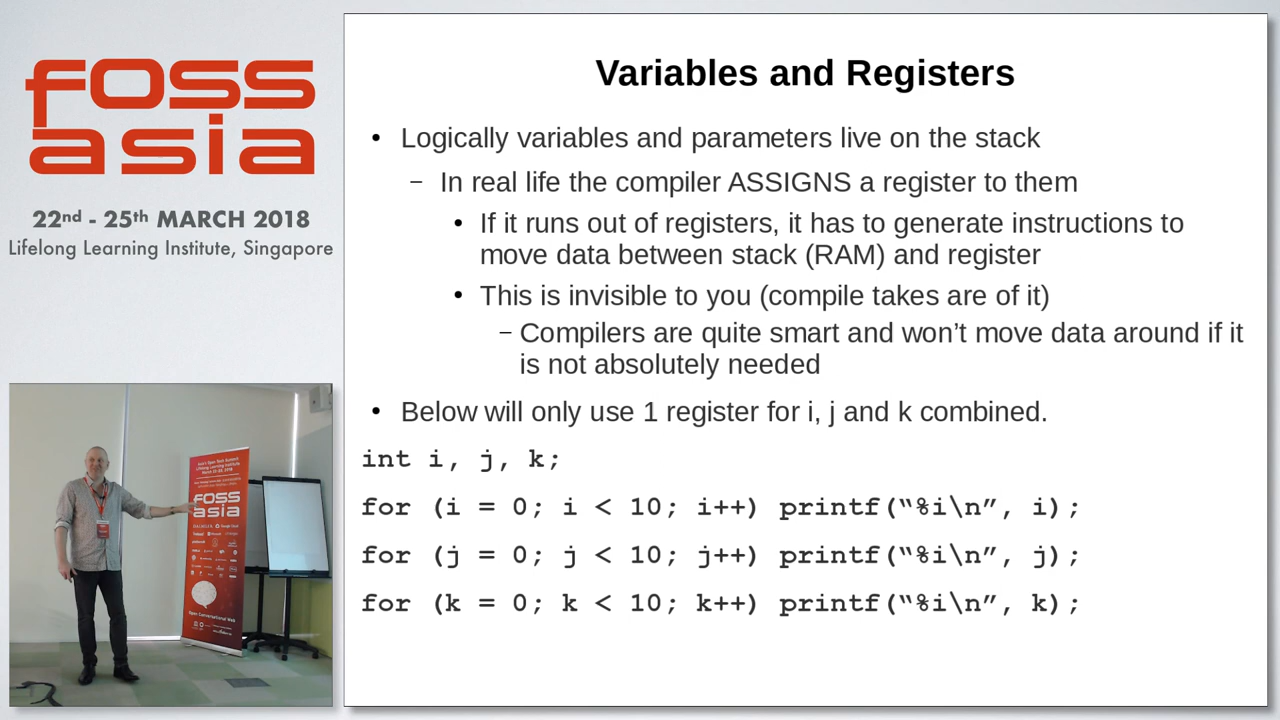 foss
asia
22nd - 25th MARCH 2018
Lifelong Learning Institute, Singapore
Variables and Registers
• Logically variables and parameters live on the stack
– In real life the compiler ASSIGNS a register to them
• If it runs out of registers, it has to generate instructions to
move data between stack (RAM) and register
• This is invisible to you (compile takes are of it)
– Compilers are quite smart and won’t move data around if it
is not absolutely needed
• Below will only use 1 register for i, j and k combined.
int i, j, k;
for (i = 0; i < 10; i++) printf(“%i\n”, i);
for (j = 0; j < 10; j++) printf(“%i\n”, j);
for (k = 0; k < 10; k++) printf(“%i\n”, k);
FOSS
asia
Open Conversational Web